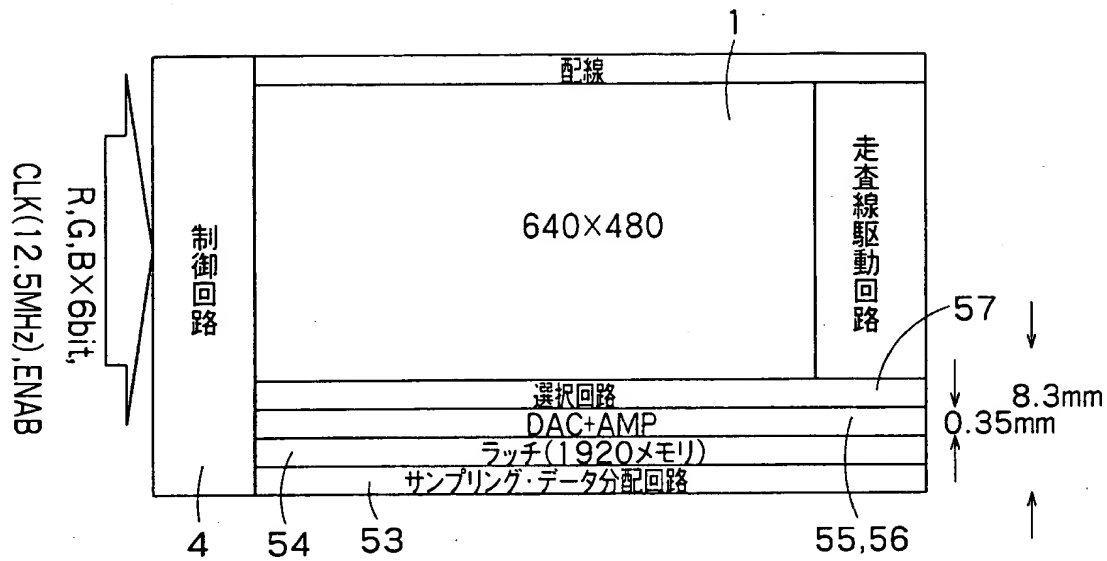 1
配線
640×480
走査線駆動回路
制御回路
R,G,B×6bit,
CLK(12.5MHz),ENAB
57
選択回路
8.3mm
DAC+AMP
0.35mm
ラッチ(1920メモリ)
サンプリング・データ分配回路
4
54
53
55,56